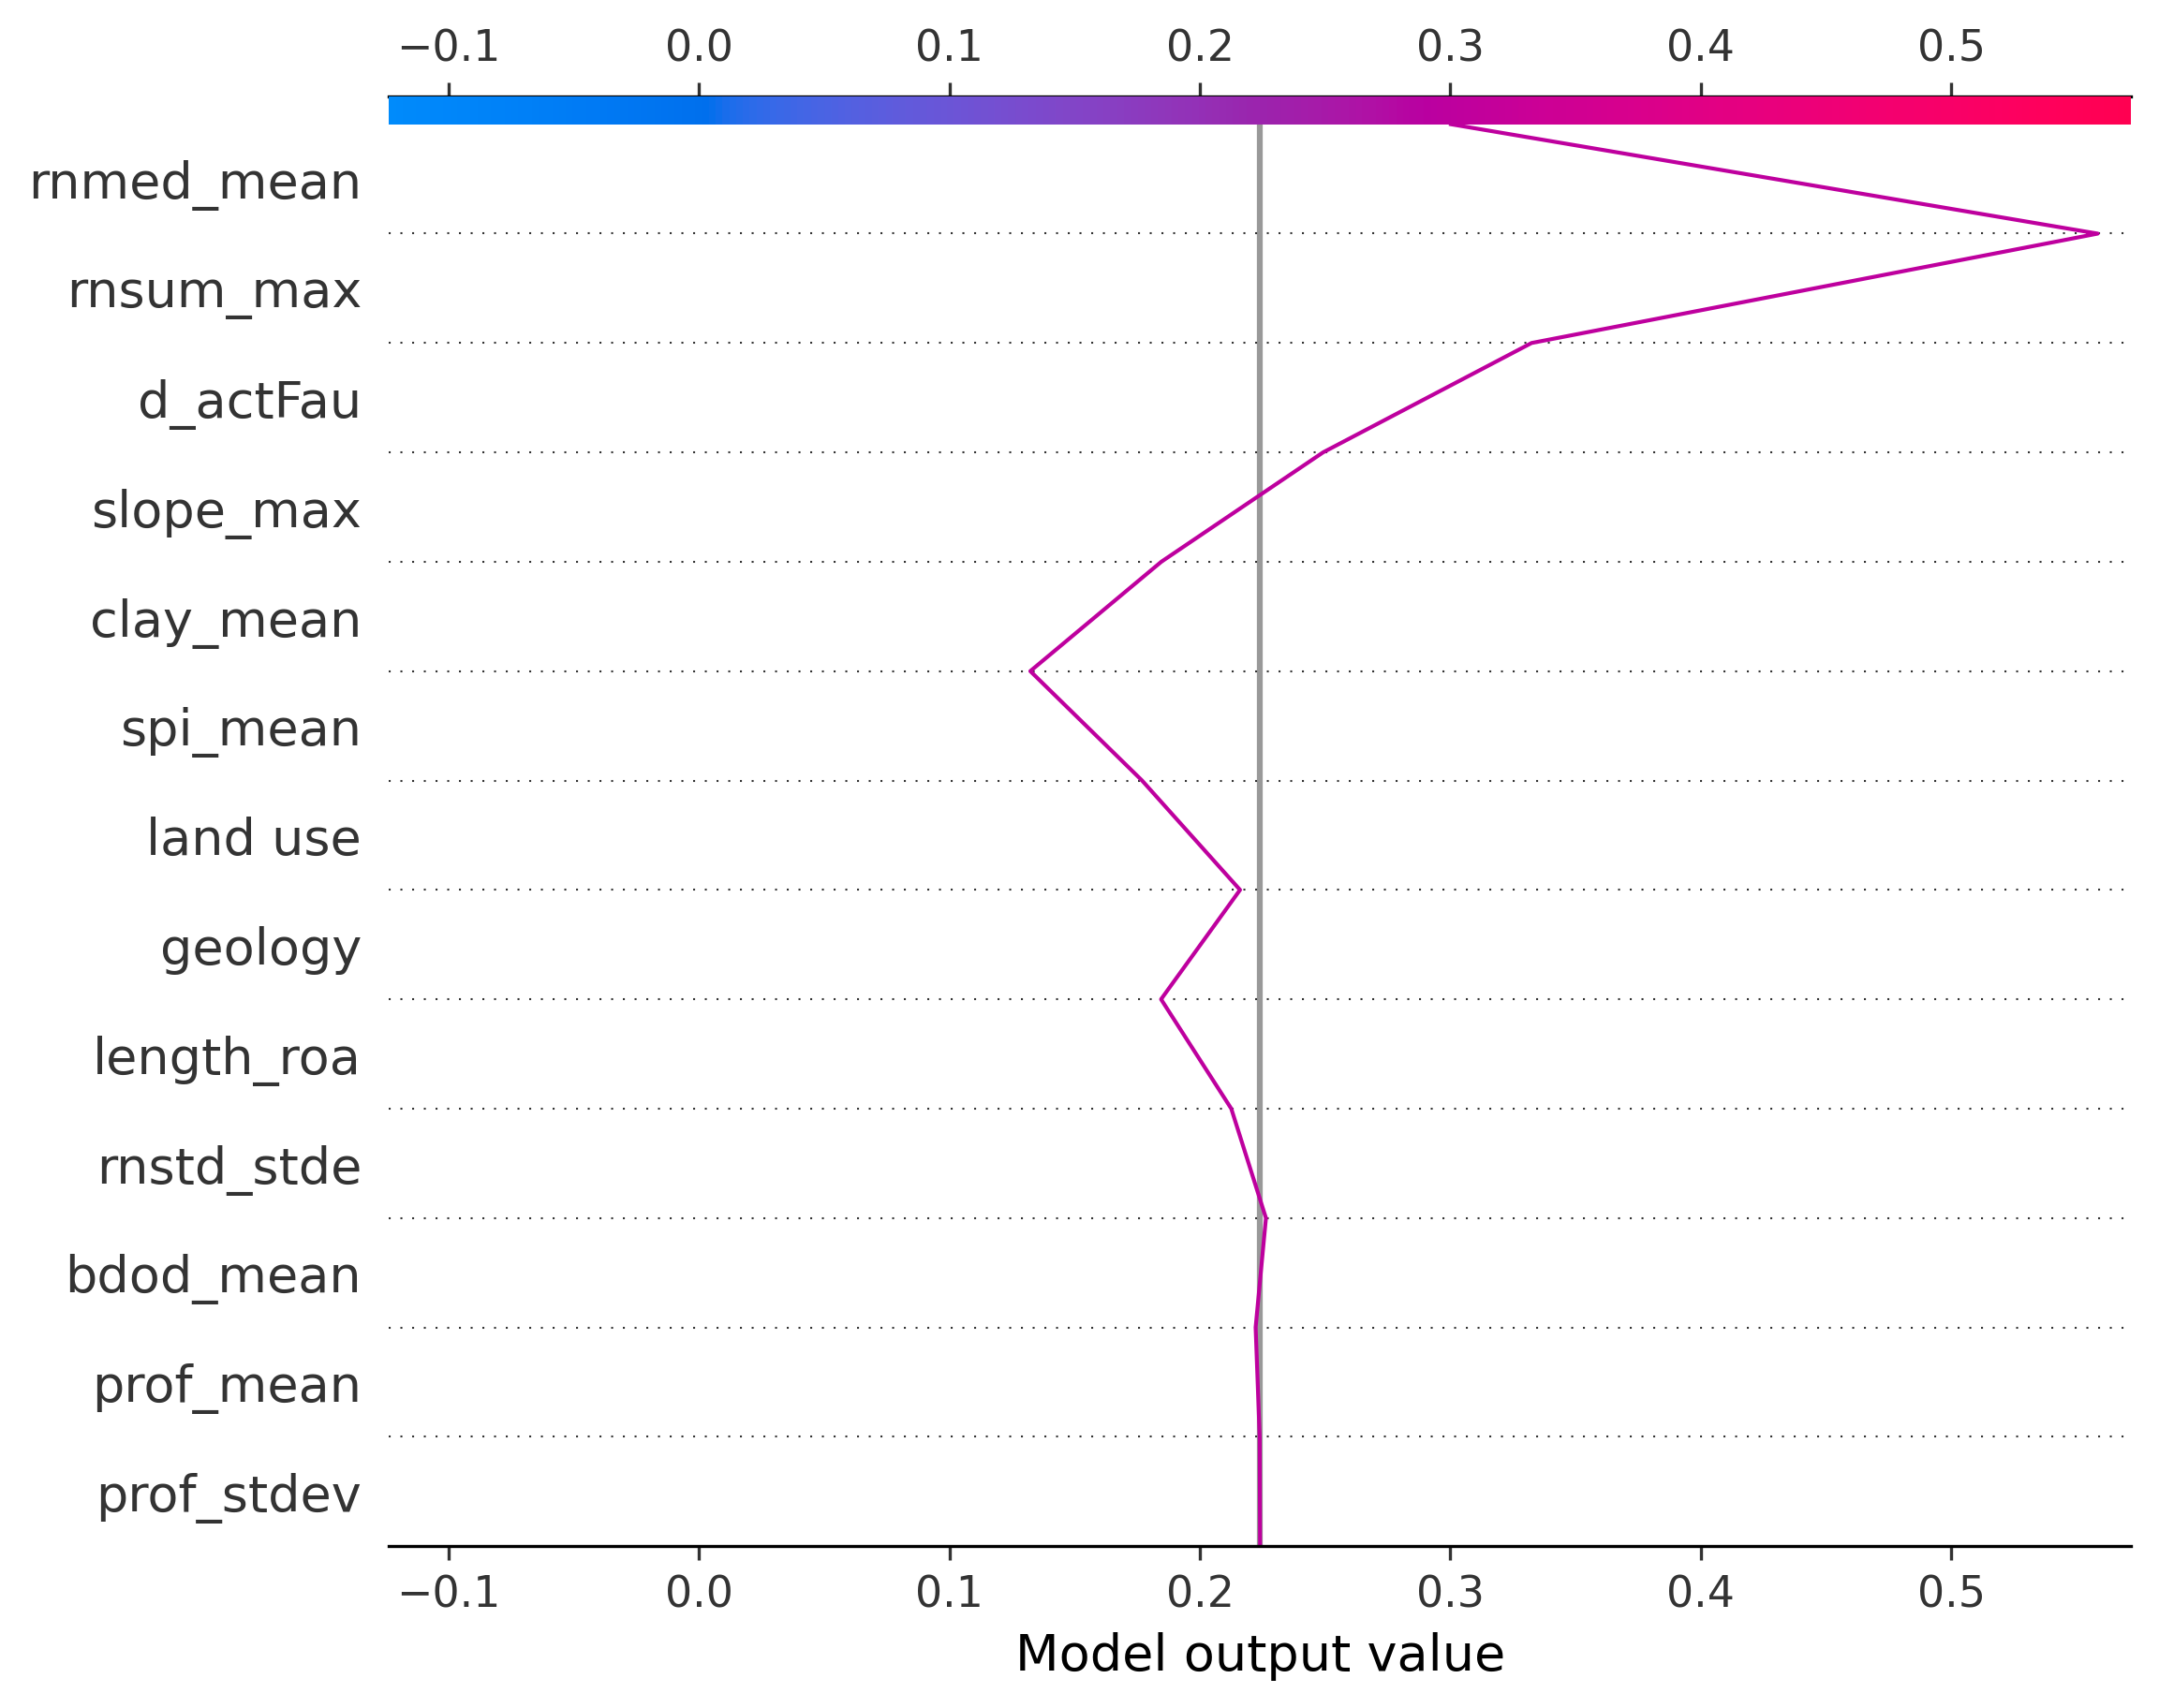 −0.1 0.0 0.1 0.2 0.3 0.4 0.5
rnmed_mean
rnsum_max
d_actFau
slope_max
clay_mean
spi_mean
land use
geology
length_roa
rnstd_stde
bdod_mean
prof_mean
prof_stdev
−0.1 0.0 0.1 0.2 0.3 0.4 0.5
Model output value